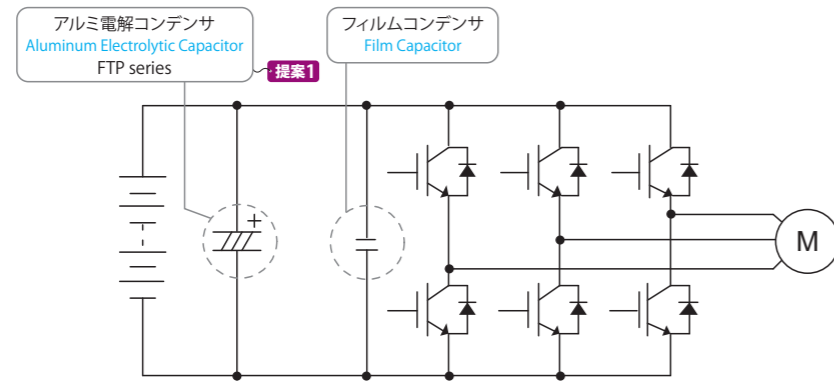 アルミ電解コンデンサ
Aluminum Electrolytic Capacitor
FTP series
提案1
フィルムコンデンサ
Film Capacitor
+
M